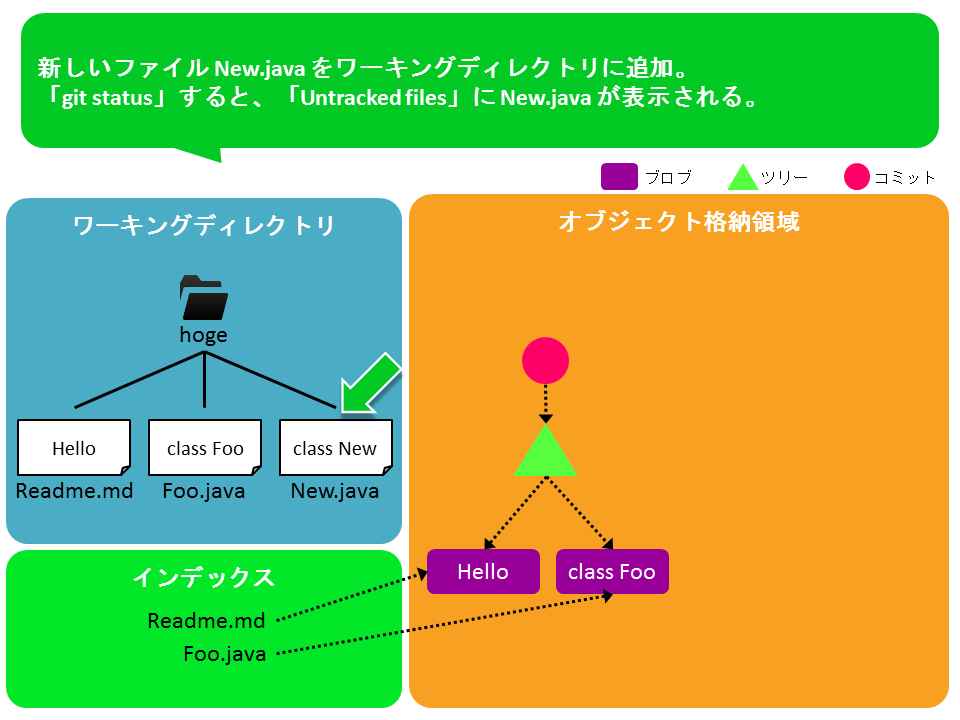 新しいファイル New.java をワーキングディレクトリに追加。
「git status」すると、「Untracked files」に New.java が表示される。
ブロブ ツリー コミット
ワーキングディレクトリ
オブジェクト格納領域
hoge
Hello class Foo class New
Readme.md Foo.java New.java
インデックス
Hello class Foo
Readme.md
Foo.java